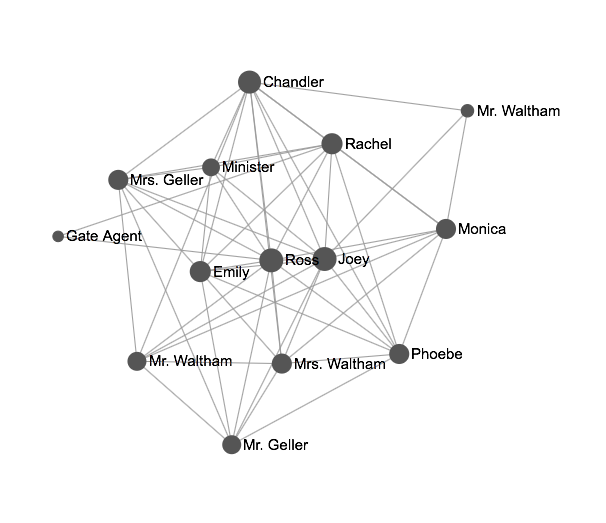 Chandler
Mr. Waltham
Rachel
Minister
Mrs. Geller
Monica
Gate Agent
Ross
Joey
Emily
Phoebe
Mr. Waltham
Mrs. Waltham
Mr. Geller